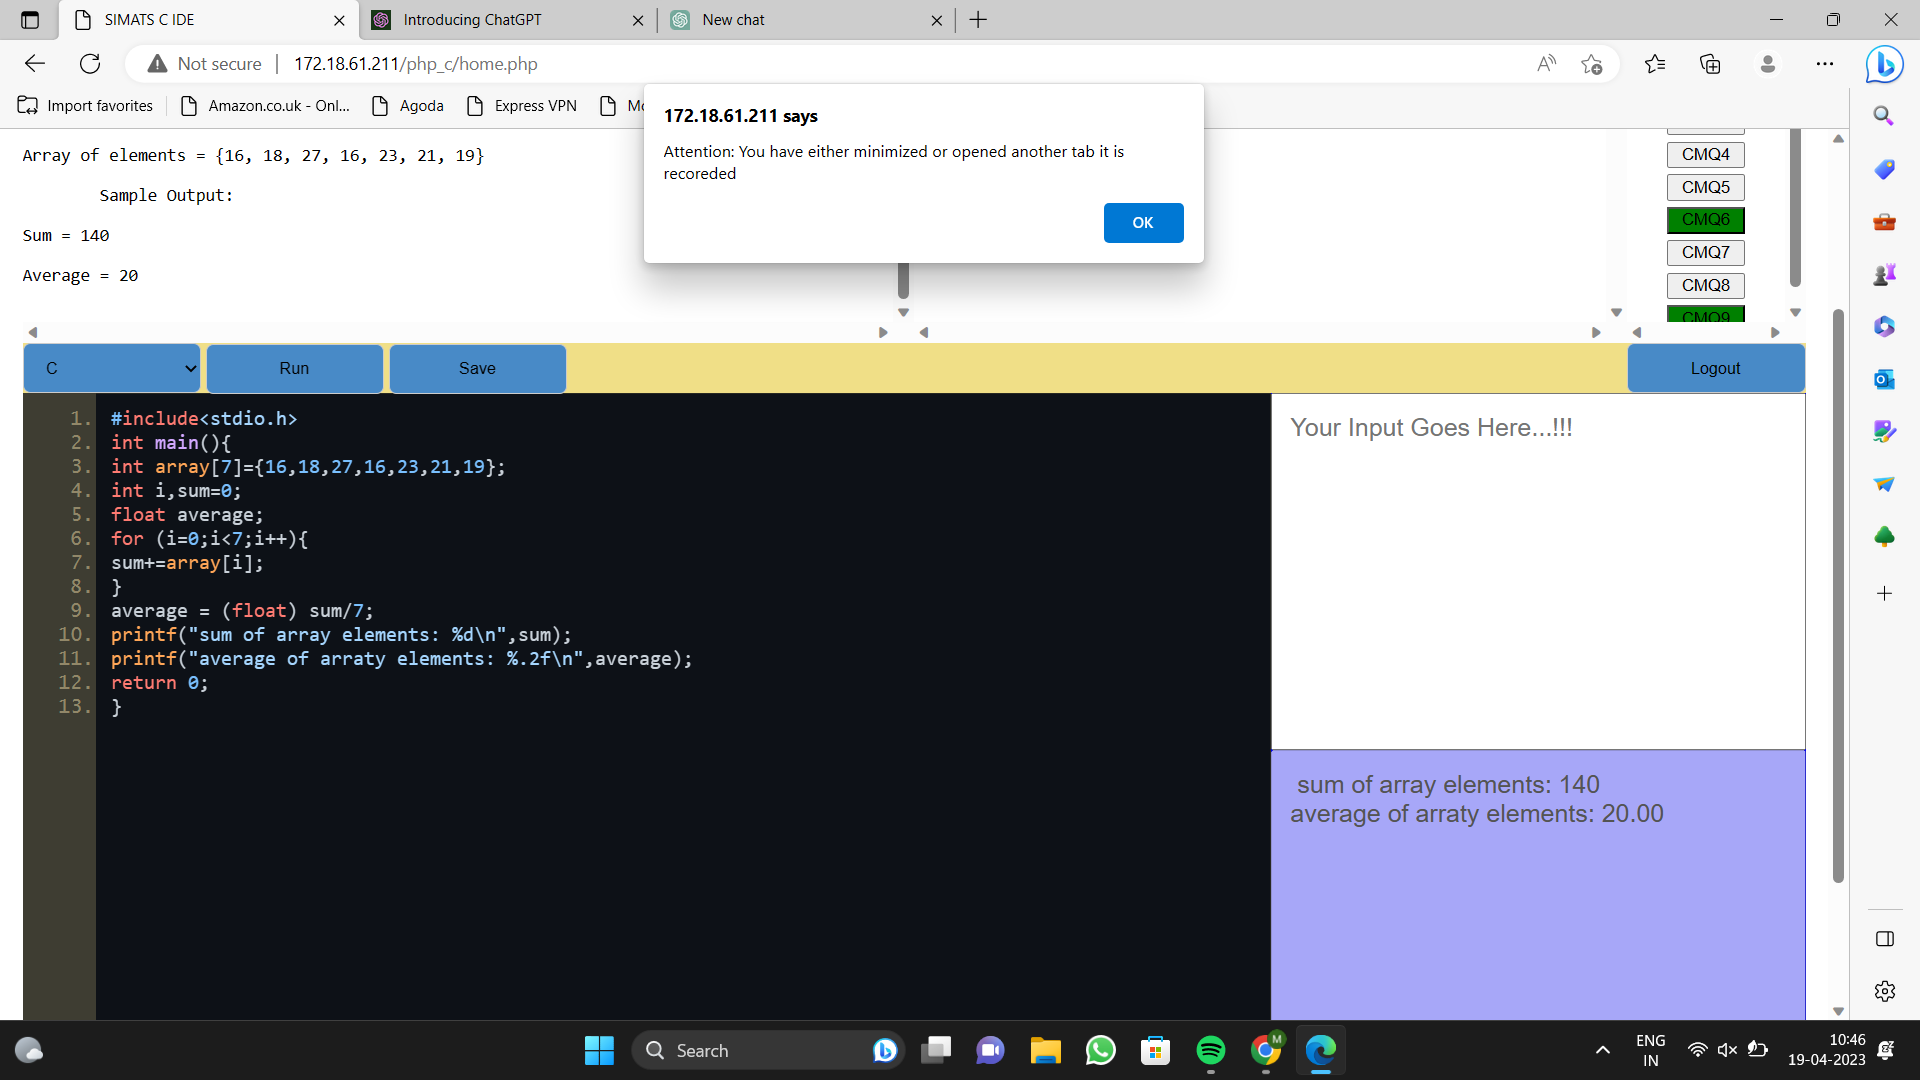 SIMATS C IDE
Introducing ChatGPT
New chat
Not secure
172.18.61.211/php_c/home.php
Import favorites
Amazon.co.uk - Onl...
Agoda
Express VPN
172.18.61.211 says
Attention: You have either minimized or opened another tab it is
recoreded
OK
Array of elements = {16, 18, 27, 16, 23, 21, 19}
Sample Output:
Sum = 140
Average = 20
CMQ4
CMQ5
CMQ6
CMQ7
CMQ8
CMQ9
C
Run
Save
Logout
1. #include<stdio.h>
2. int main(){
3. int array[7]={16,18,27,16,23,21,19};
4. int i,sum=0;
5. float average;
6. for (i=0;i<7;i++){
7. sum+=array[i];
8. }
9. average = (float) sum/7;
10. printf("sum of array elements: %d\n",sum);
11. printf("average of arraty elements: %.2f\n",average);
12. return 0;
13. }
Your Input Goes Here...!!!
sum of array elements: 140
average of arraty elements: 20.00
Search
M
ENG
IN
10:46
19-04-2023